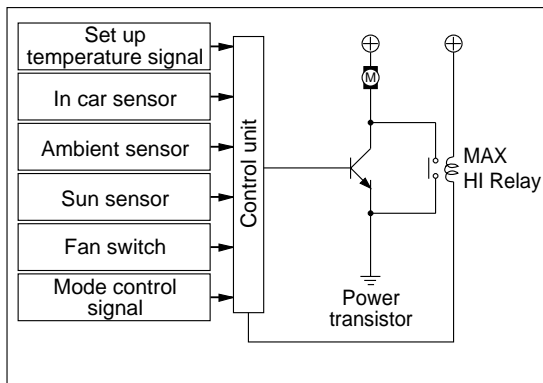 Set up
temperature signal
In car sensor
Ambient sensor
Sun sensor
Fan switch
Mode control
signal
Control unit
M
MAX
HI Relay
Power
transistor